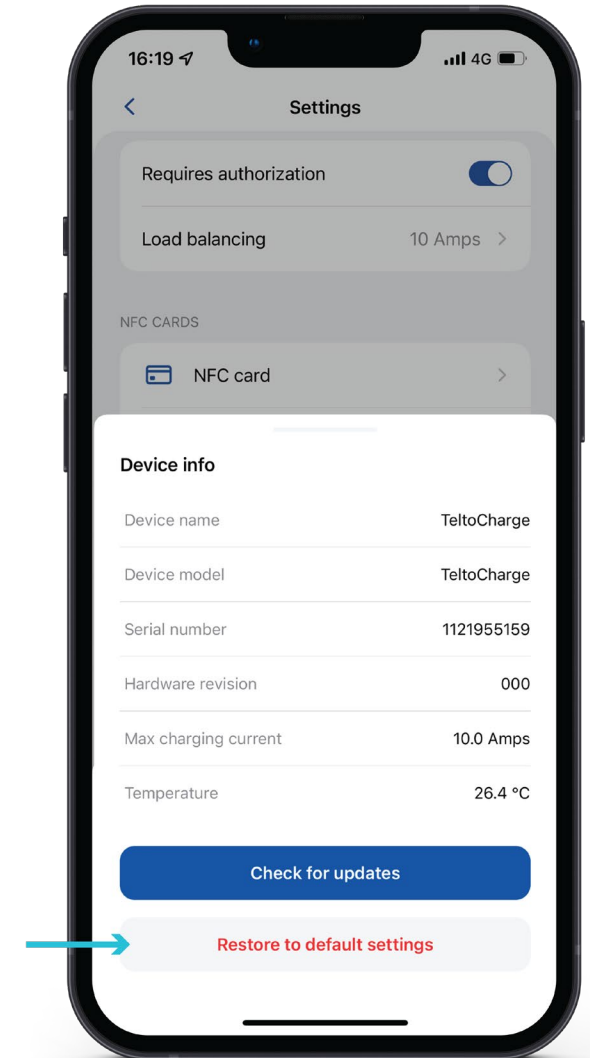 16:19 4G
Settings
Requires authorization
Load balancing 10 Amps
NFC CARDS
NFC card
Device info
Device name TeltoCharge
Device model TeltoCharge
Serial number 1121955159
Hardware revision 000
Max charging current 10.0 Amps
Temperature 26.4 °C
Check for updates
Restore to default settings